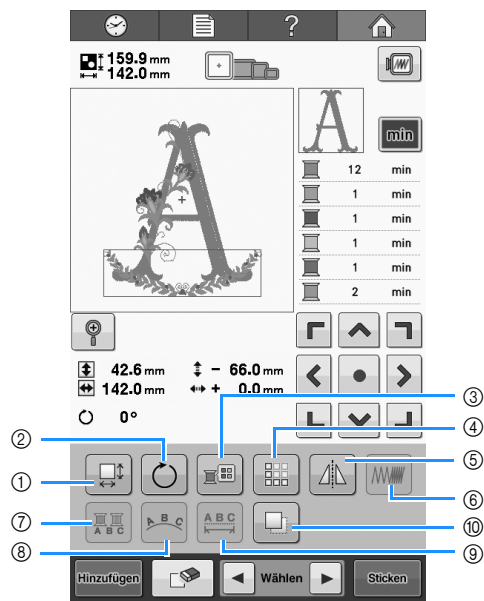 ?
159.9 mm
142.0 mm
A
min
12 min
1 min
1 min
1 min
1 min
2 min
42.6 mm − 66.0 mm
142.0 mm + 0.0 mm
0°
③
② ④
⑤
①
⑥
⑦ A B C A B C A B C ⑩
⑧ ⑨
Hinzufügen Wählen Sticken